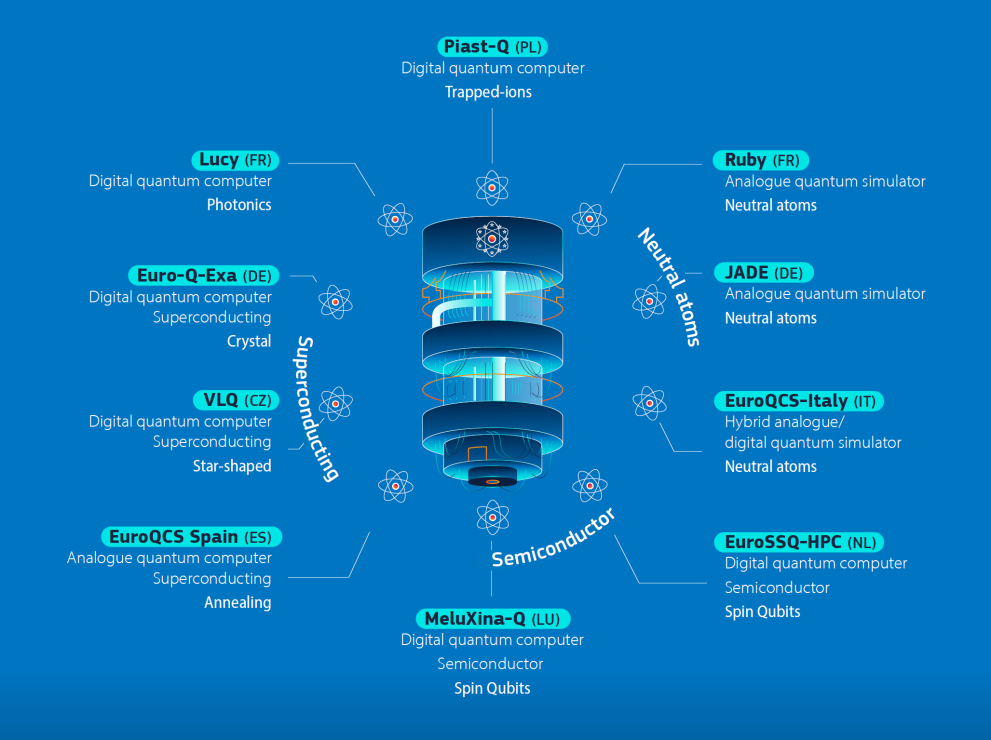 Piast-Q (PL)
Digital quantum computer
Trapped-ions
Lucy (FR)
Digital quantum computer
Photonics
Ruby (FR)
Analogue quantum simulator
Neutral atoms
Euro-Q-Exa (DE)
Digital quantum computer
Superconducting
Crystal
JADE (DE)
Analogue quantum simulator
Neutral atoms
Neutral atoms
Superconducting
VLQ (CZ)
Digital quantum computer
Superconducting
Star-shaped
EuroQCS-Italy (IT)
Hybrid analogue/
digital quantum simulator
Neutral atoms
EuroQCS Spain (ES)
Analogue quantum computer
Superconducting
Annealing
Semiconductor
EuroSSQ-HPC (NL)
Digital quantum computer
Semiconductor
Spin Qubits
MeluXina-Q (LU)
Digital quantum computer
Semiconductor
Spin Qubits